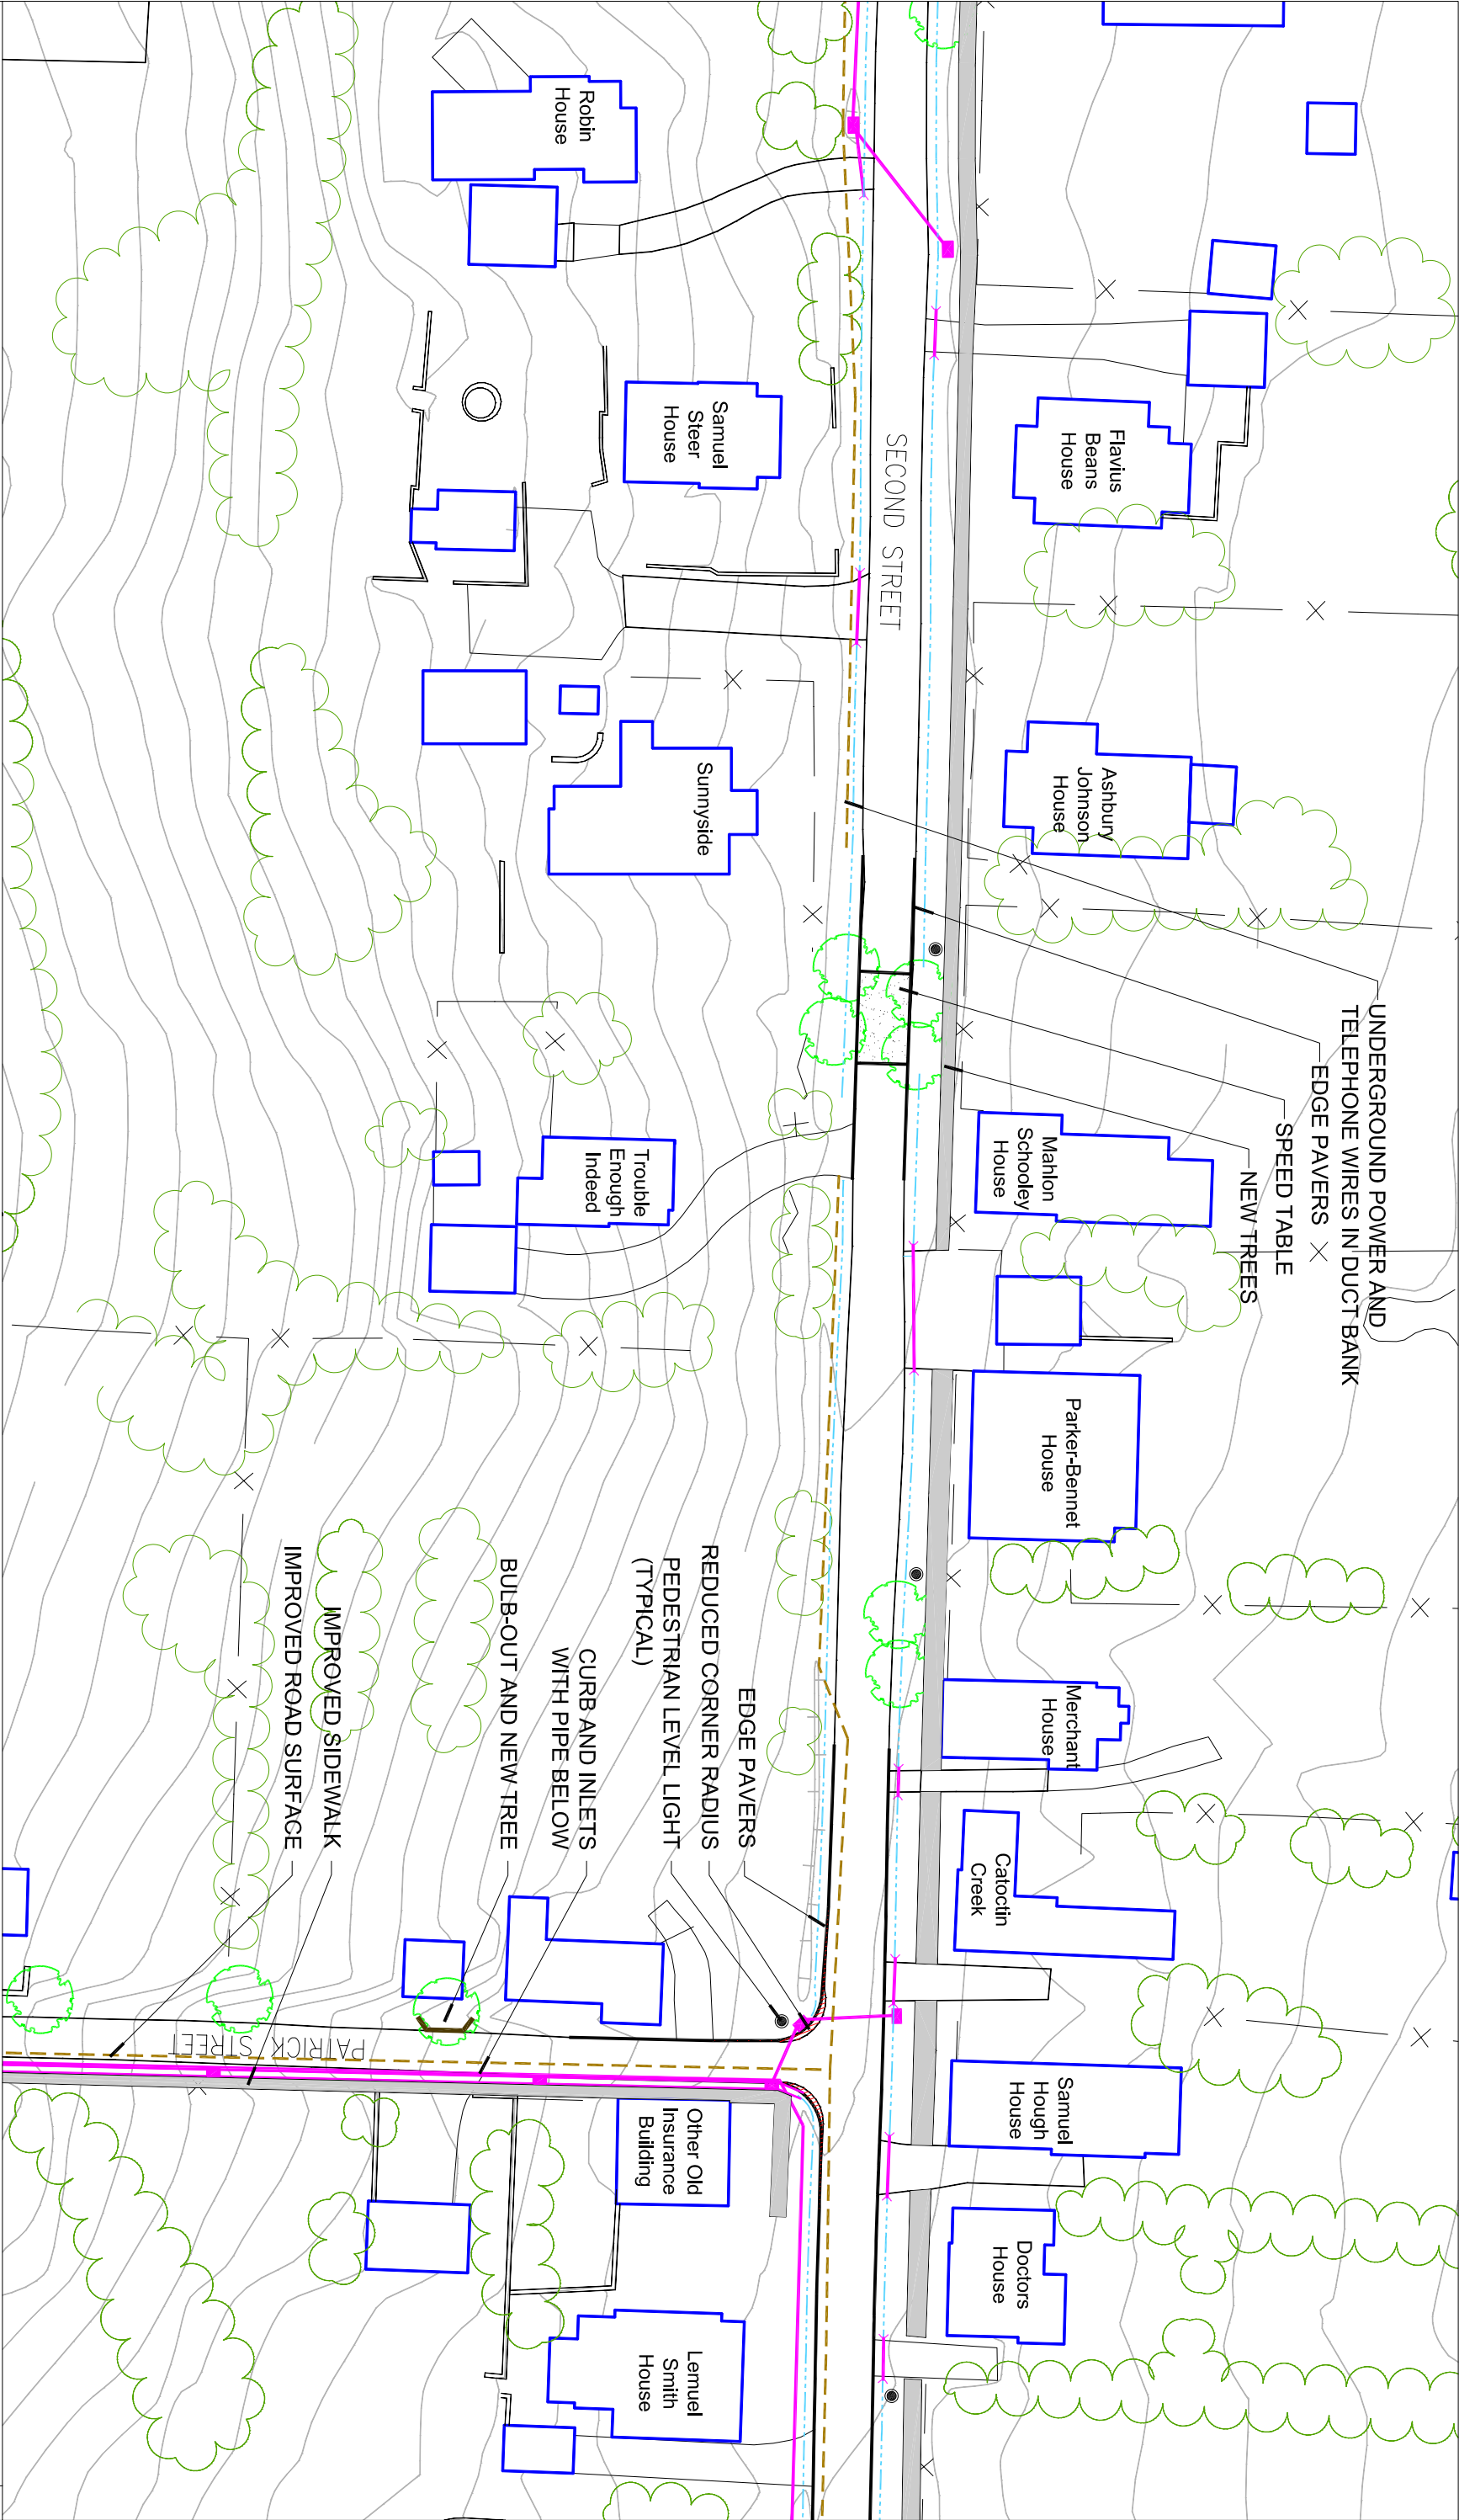 UNDERGROUND POWER AND
TELEPHONE WIRES IN DUCT BANK
EDGE PAVERS
SPEED TABLE
NEW TREES
Robin
House
Samuel
Steer
House
Sunnyside
Trouble
Enough
Indeed
SECOND STREET
Flavius
Beans
House
Ashbury
Johnson
House
Mahlon
Schooley
House
Parker-Bennet
House
Merchant
House
Catoctin
Creek
Samuel
Hough
House
Doctors
House
EDGE PAVERS
REDUCED CORNER RADIUS
PEDESTRIAN LEVEL LIGHT
(TYPICAL)
CURB AND INLETS
WITH PIPE BELOW
BULB-OUT AND NEW TREE
IMPROVED SIDEWALK
IMPROVED ROAD SURFACE
PATRICK STREET
Other Old
Insurance
Building
Lemuel
Smith
House